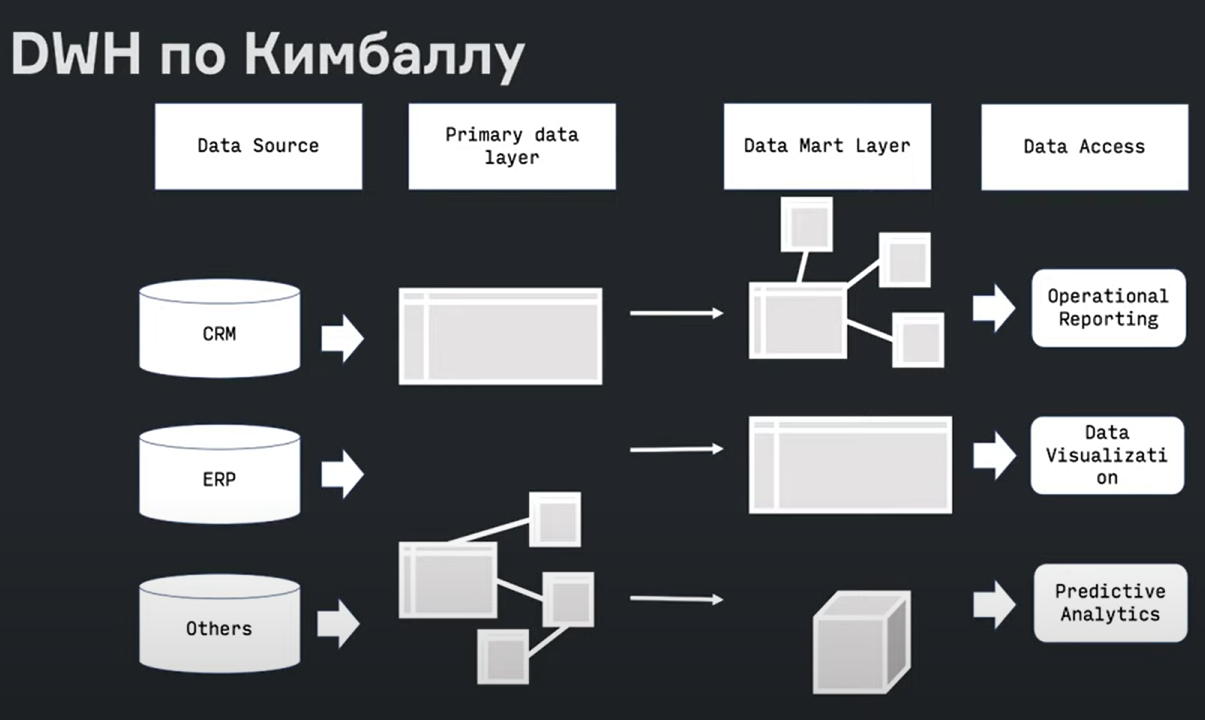 DWH по Кимбаллу
Data Source
Primary data
layer
Data Mart Layer
Data Access
CRM
Operational
Reporting
ERP
Data
Visualizati
on
Others
Predictive
Analytics